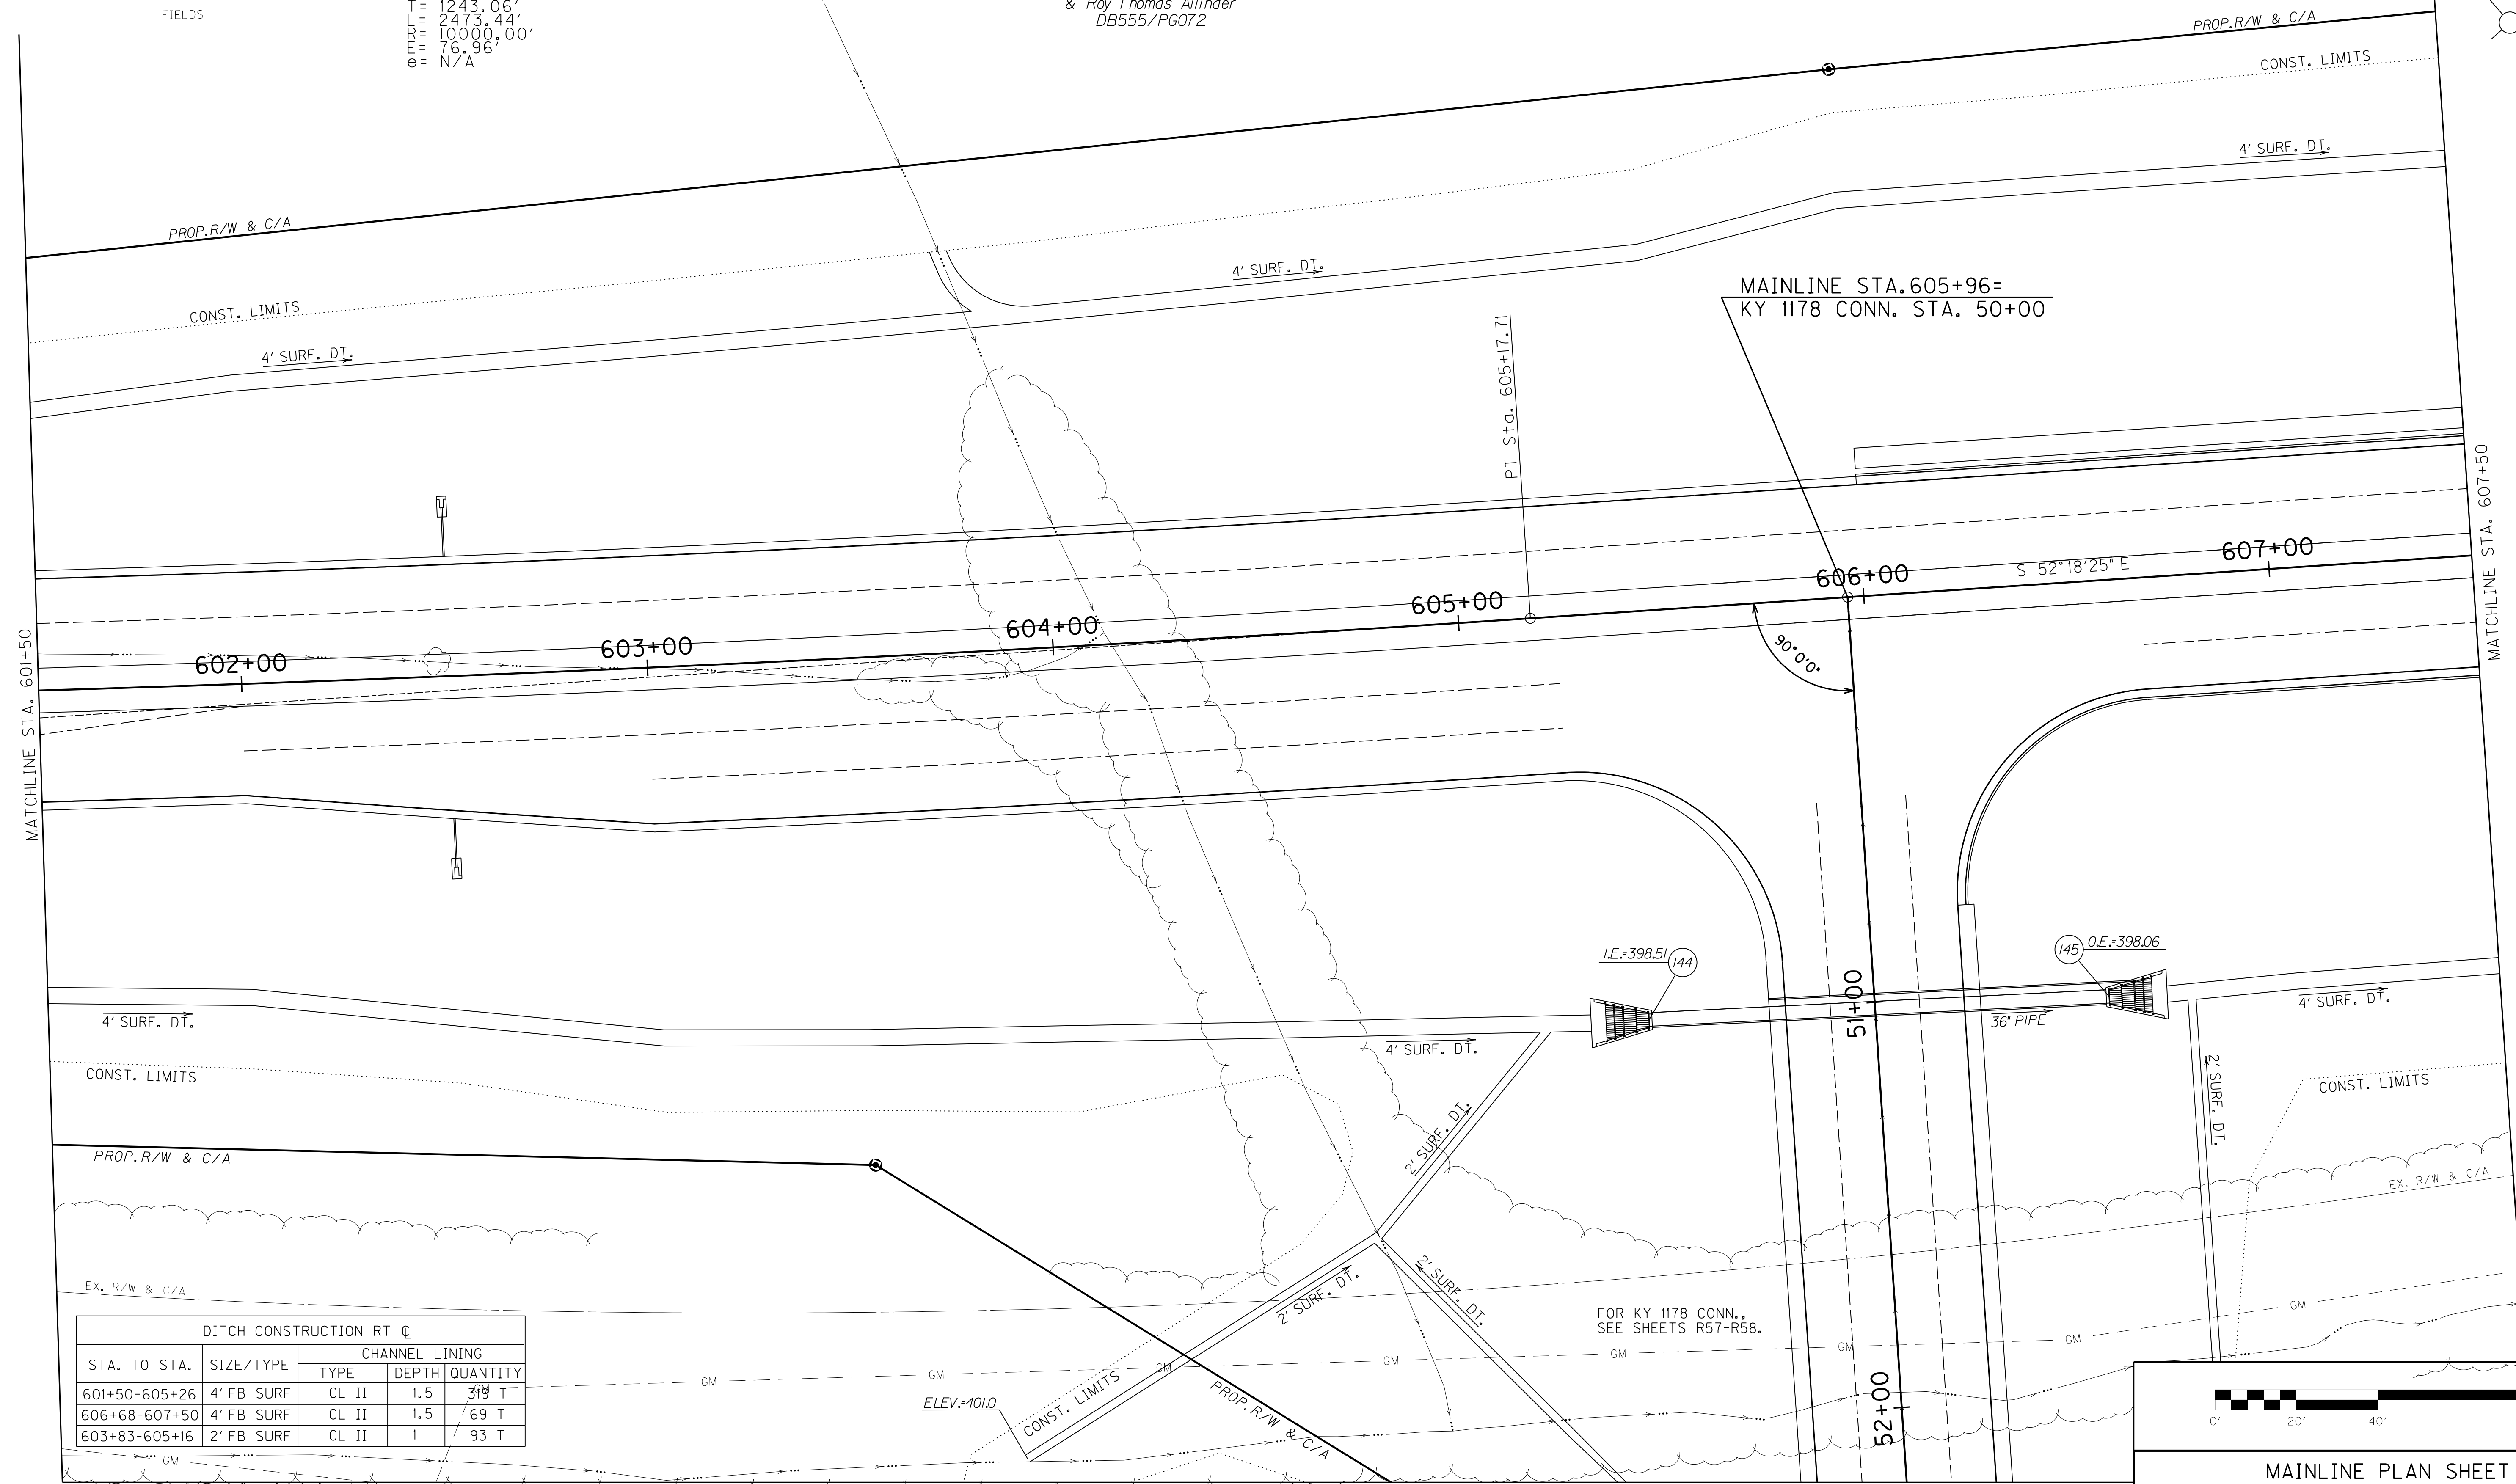 FIELDS
T= 1243.06'
L= 2473.44'
R= 10000.00'
E= 76.96'
e= N/A
& Roy Thomas Allinder
DB555/PG072
PROP.R/W & C/A
CONST. LIMITS
4' SURF. DT.
PROP.R/W & C/A
CONST. LIMITS
4' SURF. DT.
4' SURF. DT.
MAINLINE STA.605+96=
KY 1178 CONN. STA. 50+00
PT Sta. 605+17.71
MATCHLINE STA. 601+50
MATCHLINE STA. 607+50
602+00
603+00
604+00
605+00
606+00
607+00
S 52°18'25" E
90°0'0"
I.E.=398.51
144
145
O.E.=398.06
51+00
36" PIPE
4' SURF. DT.
4' SURF. DT.
4' SURF. DT.
CONST. LIMITS
2' SURF. DT.
2' SURF. DT.
CONST. LIMITS
PROP.R/W & C/A
EX. R/W & C/A
EX. R/W & C/A
2' SURF. DT.
2' SURF. DT.
FOR KY 1178 CONN.,
SEE SHEETS R57-R58.
GM
GM
GM
GM
GM
GM
GM
GM
GM
GM
DITCH CONSTRUCTION RT ℄
STA. TO STA. SIZE/TYPE CHANNEL LINING
TYPE DEPTH QUANTITY
601+50-605+26 4' FB SURF CL II 1.5 319 T
606+68-607+50 4' FB SURF CL II 1.5 69 T
603+83-605+16 2' FB SURF CL II 1 93 T
ELEV.=401.0
CONST. LIMITS
PROP.R/W & C/A
52+00
0' 20' 40'
MAINLINE PLAN SHEET